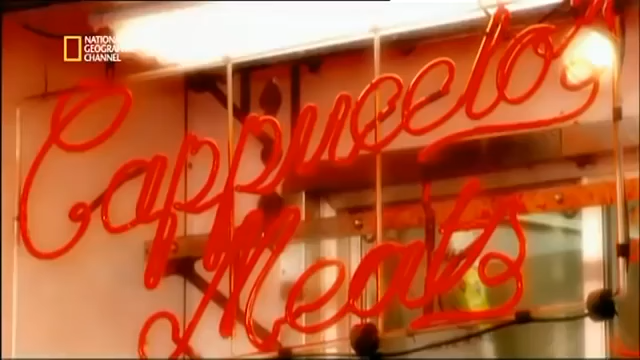 NATIONAL
GEOGRAPHIC
CHANNEL
Cappuccio's
Meats